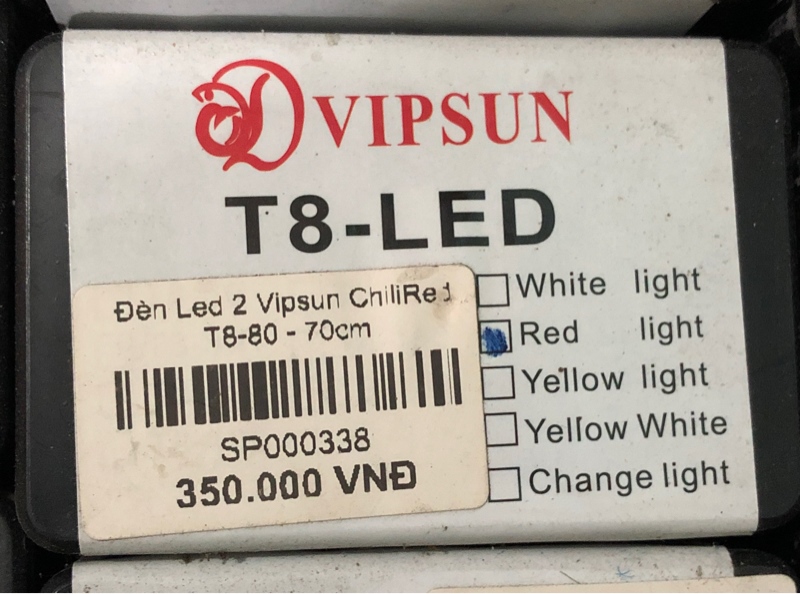 VIPSUN
T8-LED
Đèn Led 2 Vipsun ChiliRed
T8-80 - 70cm
SP000338
350.000 VNĐ
White light
Red light
Yellow light
Yellow White
Change light